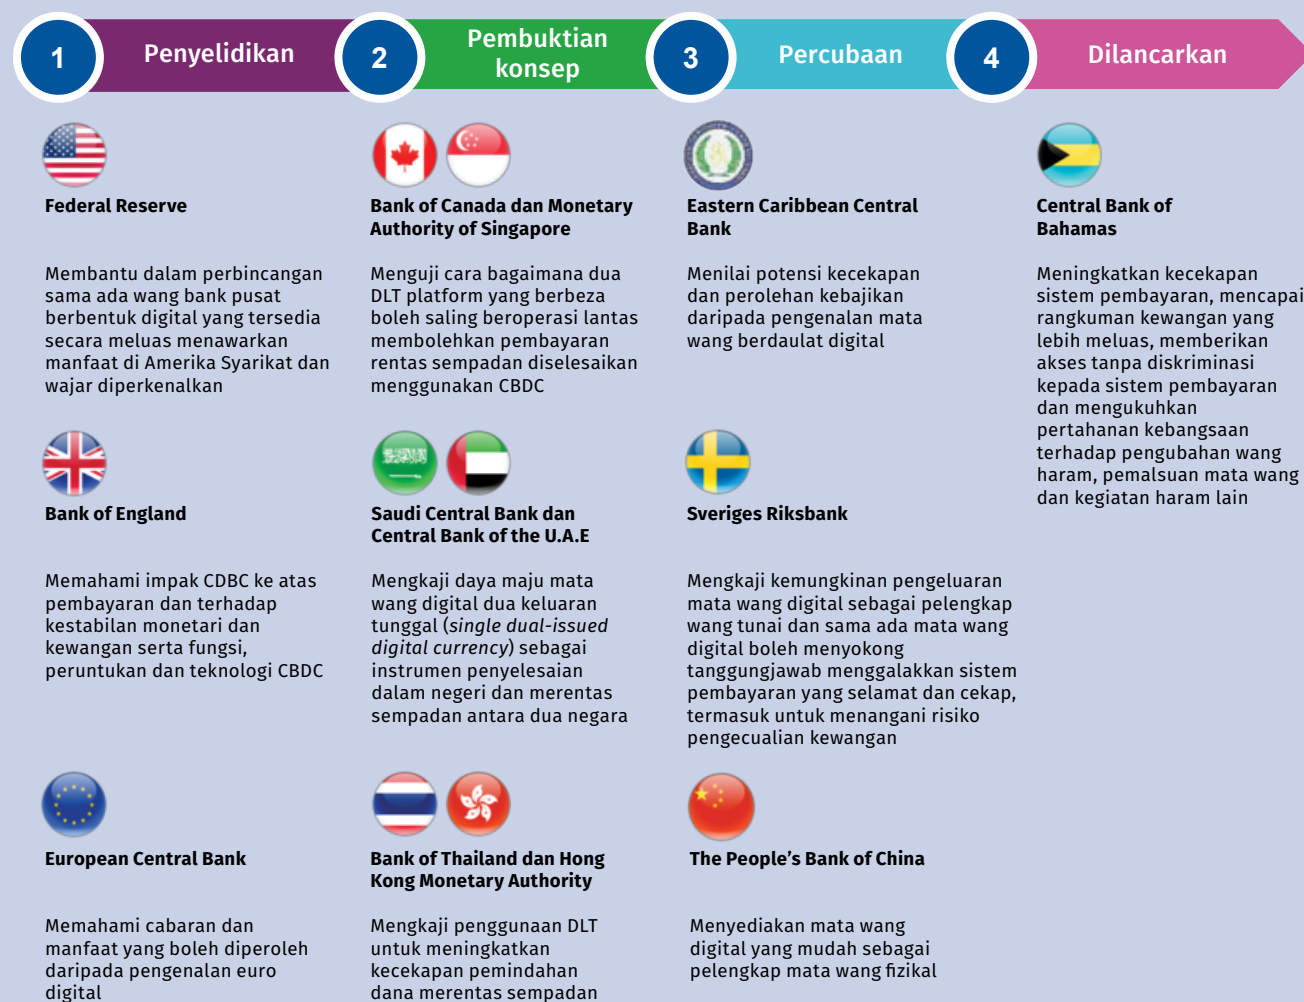 1
Penyelidikan
2
Pembuktian
konsep
3
Percubaan
4
Dilancarkan
Federal Reserve
Membantu dalam perbincangan
sama ada wang bank pusat
berbentuk digital yang tersedia
secara meluas menawarkan
manfaat di Amerika Syarikat dan
wajar diperkenalkan
Bank of England
Memahami impak CDBC ke atas
pembayaran dan terhadap
kestabilan monetari dan
kewangan serta fungsi,
peruntukan dan teknologi CBDC
European Central Bank
Memahami cabaran dan
manfaat yang boleh diperoleh
daripada pengenalan euro
digital
Bank of Canada dan Monetary
Authority of Singapore
Menguji cara bagaimana dua
DLT platform yang berbeza
boleh saling beroperasi lantas
membolehkan pembayaran
rentas sempadan diselesaikan
menggunakan CBDC
Saudi Central Bank dan
Central Bank of the U.A.E
Mengkaji daya maju mata
wang digital dua keluaran
tunggal (single dual-issued
digital currency) sebagai
instrumen penyelesaian
dalam negeri dan merentas
sempadan antara dua negara
Bank of Thailand dan Hong
Kong Monetary Authority
Mengkaji penggunaan DLT
untuk meningkatkan
kecekapan pemindahan
dana merentas sempadan
Eastern Caribbean Central
Bank
Menilai potensi kecekapan
dan perolehan kebajikan
daripada pengenalan mata
wang berdaulat digital
Sveriges Riksbank
Mengkaji kemungkinan pengeluaran
mata wang digital sebagai pelengkap
wang tunai dan sama ada mata wang
digital boleh menyokong
tanggungjawab menggalakkan sistem
pembayaran yang selamat dan cekap,
termasuk untuk menangani risiko
pengecualian kewangan
The People's Bank of China
Menyediakan mata wang
digital yang mudah sebagai
pelengkap mata wang fizikal
Central Bank of
Bahamas
Meningkatkan kecekapan
sistem pembayaran, mencapai
rangkuman kewangan yang
lebih meluas, memberikan
akses tanpa diskriminasi
kepada sistem pembayaran
dan mengukuhkan
pertahanan kebangsaan
terhadap pengubahan wang
haram, pemalsuan mata wang
dan kegiatan haram lain